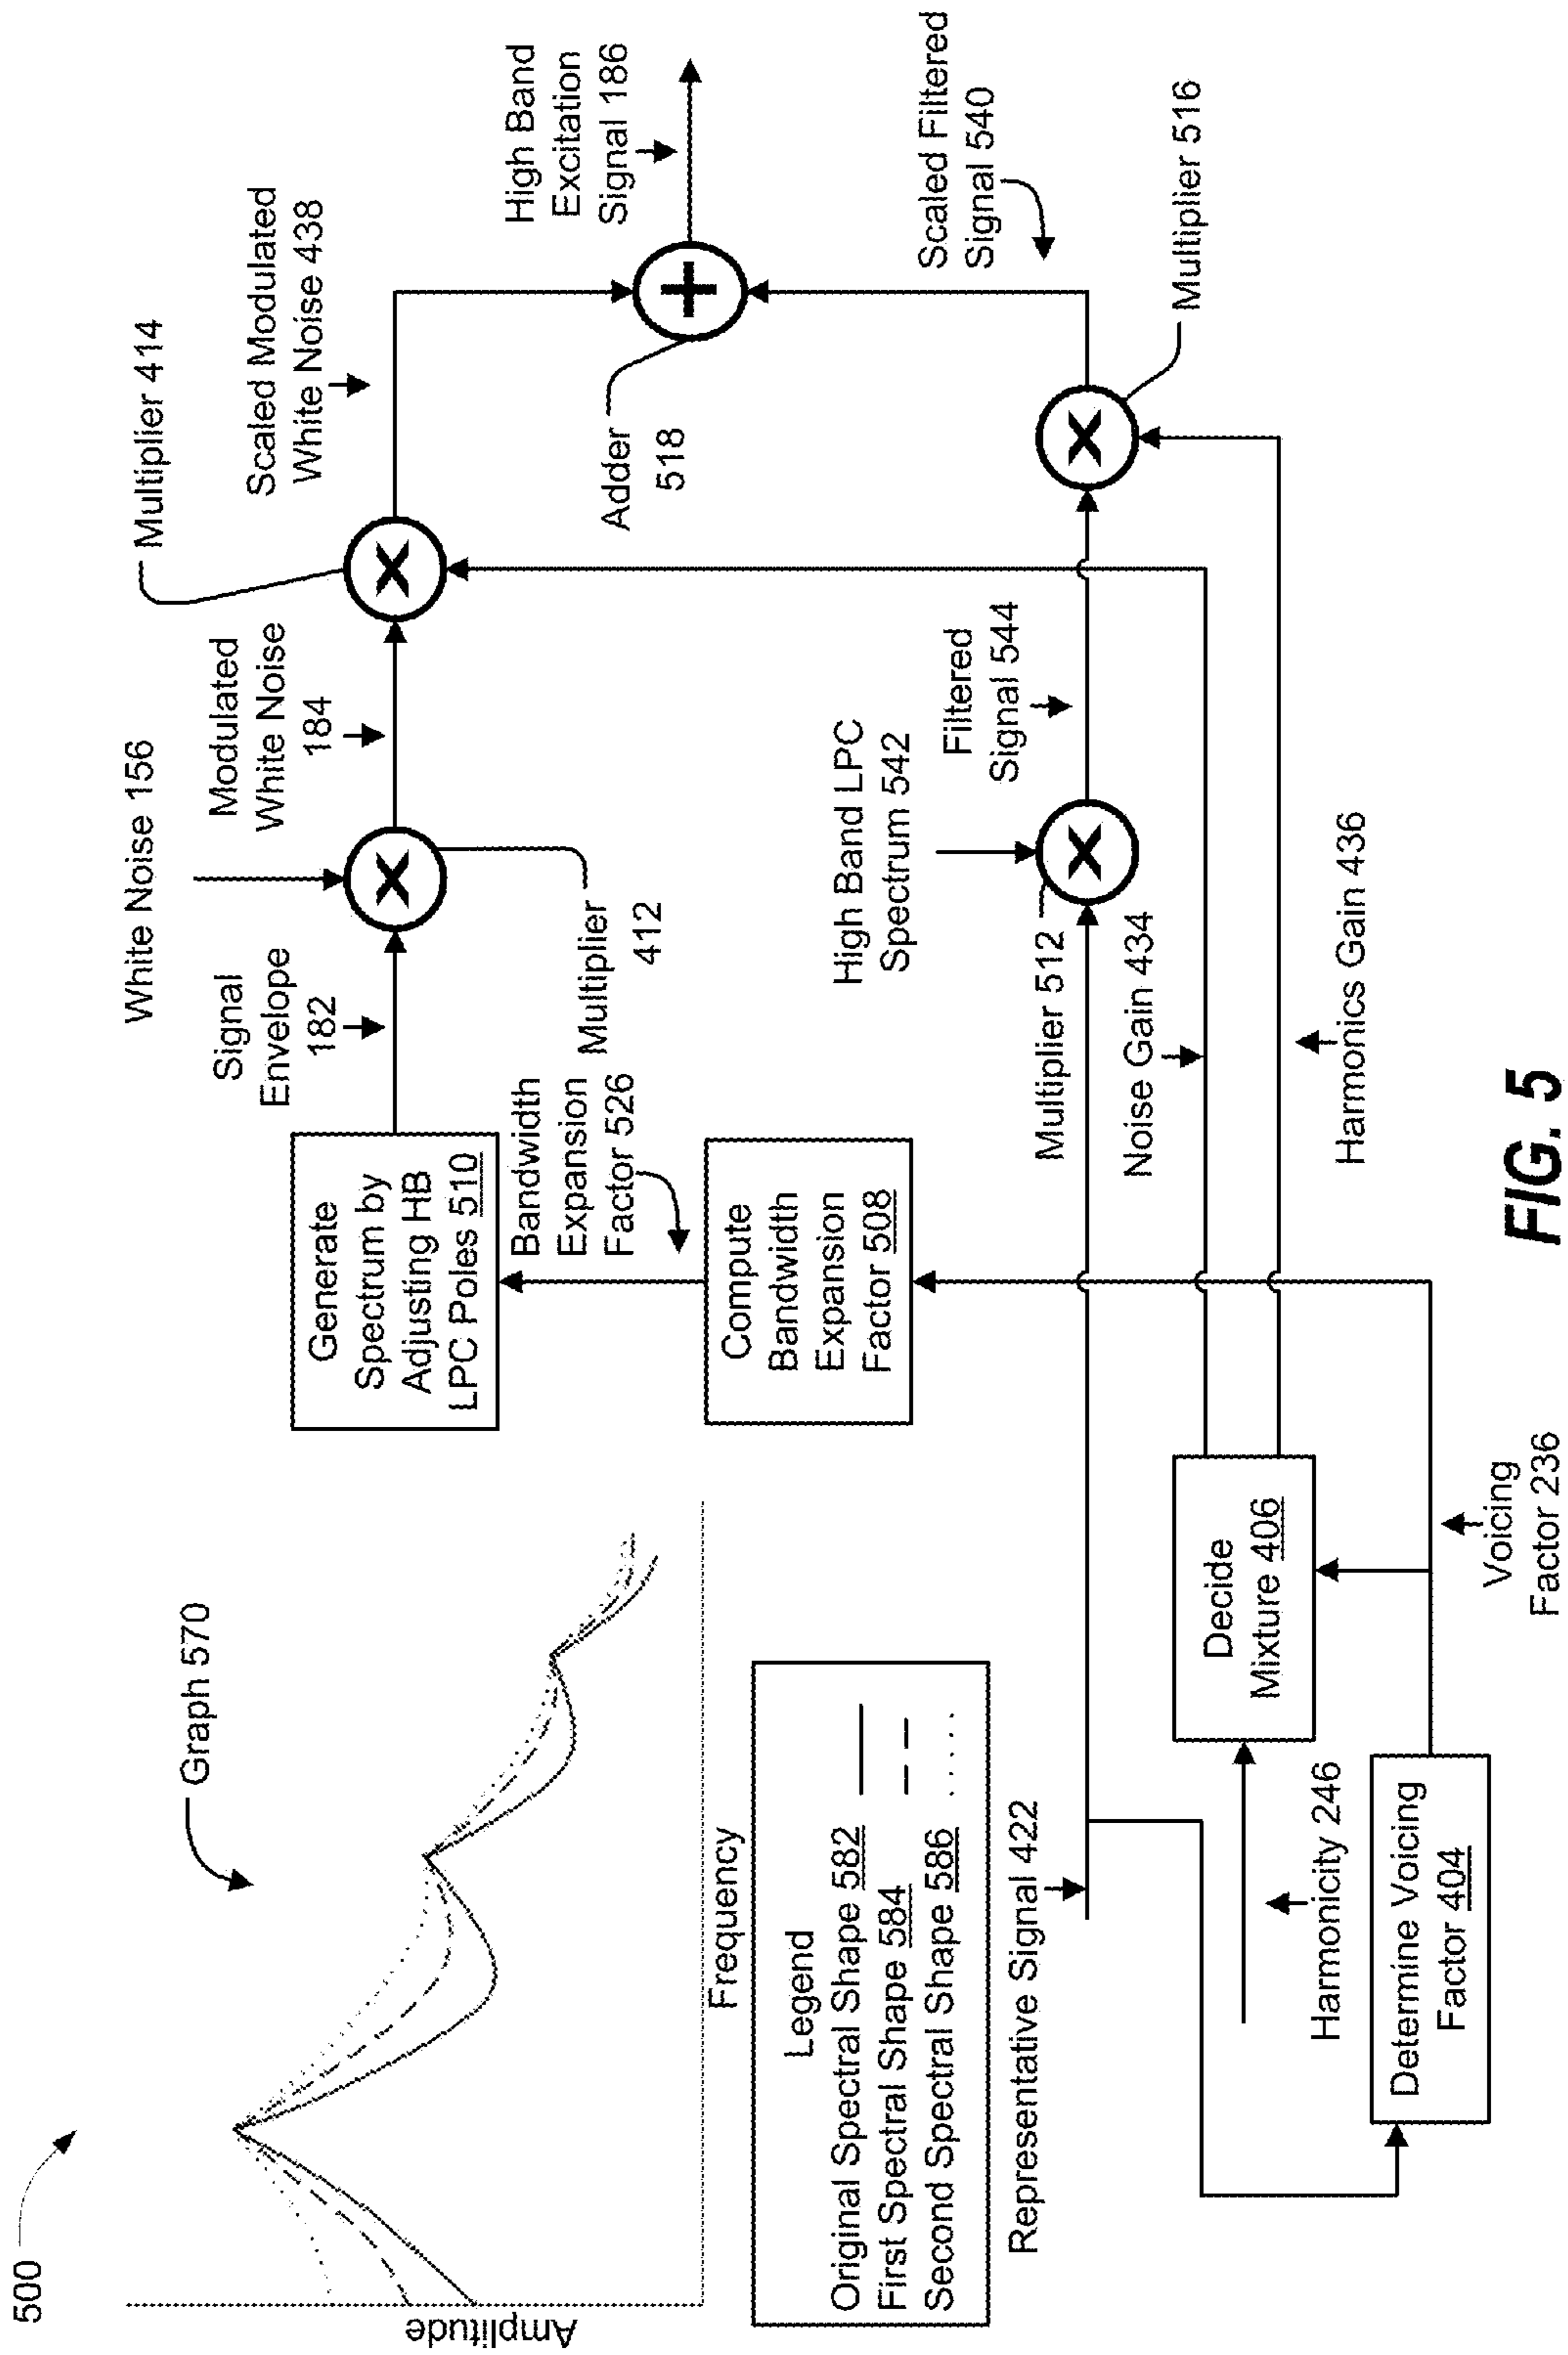 500
Graph 570
Amplitude
Frequency
Legend
Original Spectral Shape 582
First Spectral Shape 584
Second Spectral Shape 586
Generate
Spectrum by
Adjusting HB
LPC Poles 510
Bandwidth
Expansion
Factor 526
Compute
Bandwidth
Expansion
Factor 508
Signal
Envelope
182
White Noise 156
Multiplier
412
Modulated
White Noise
184
Multiplier 414
Scaled Modulated
White Noise 438
Adder
518
High Band
Excitation
Signal 186
Representative Signal 422
High Band LPC
Spectrum 542
Multiplier 512
Filtered
Signal 544
Scaled Filtered
Signal 540
Multiplier 516
Noise Gain 434
Harmonics Gain 436
Harmonicity 246
Decide
Mixture 406
Determine Voicing
Factor 404
Voicing
Factor 236
FIG. 5